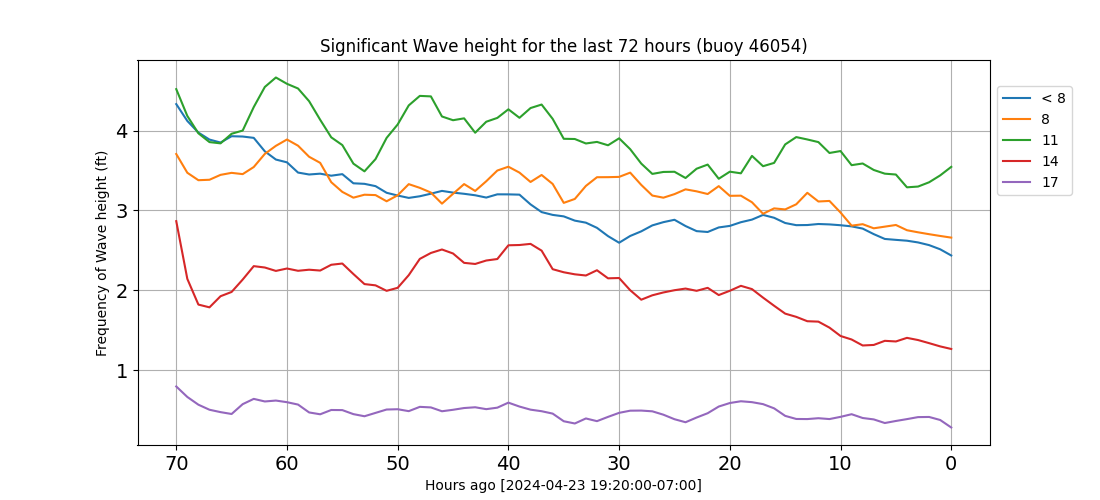 Significant Wave height for the last 72 hours (buoy 46054)
Frequency of Wave height (ft)
4
3
2
1
70 60 50 40 30 20 10 0
Hours ago [2024-04-23 19:20:00-07:00]
< 8
8
11
14
17